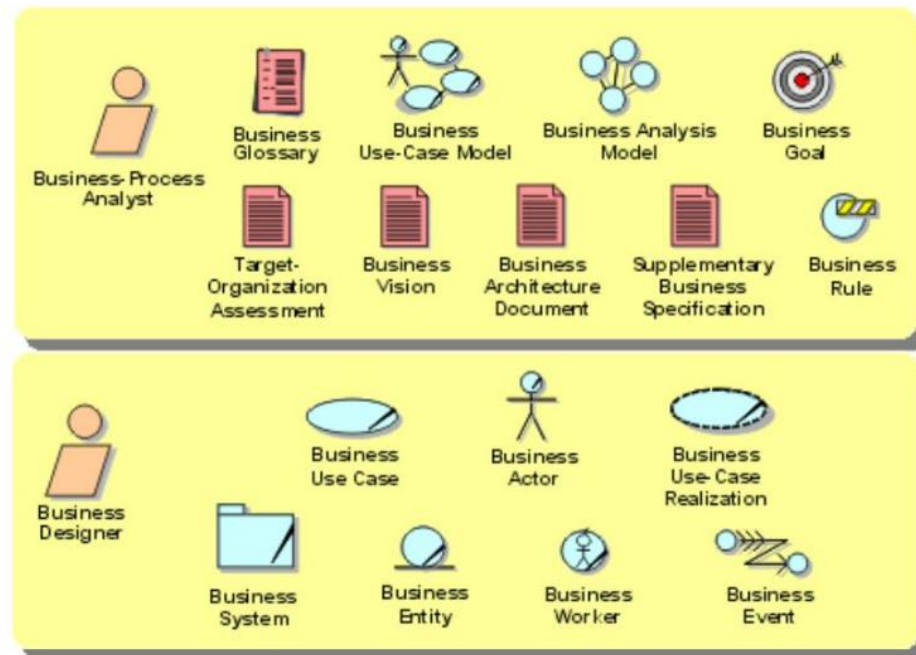 Business-Process
Analyst
Business
Glossary
Business
Use-Case Model
Business Analysis
Model
Business
Goal
Target-
Organization
Assessment
Business
Vision
Business
Architecture
Document
Supplementary
Business
Specification
Business
Rule
Business
Designer
Business
Use Case
Business
Actor
Business
Use-Case
Realization
Business
System
Business
Entity
Business
Worker
Business
Event